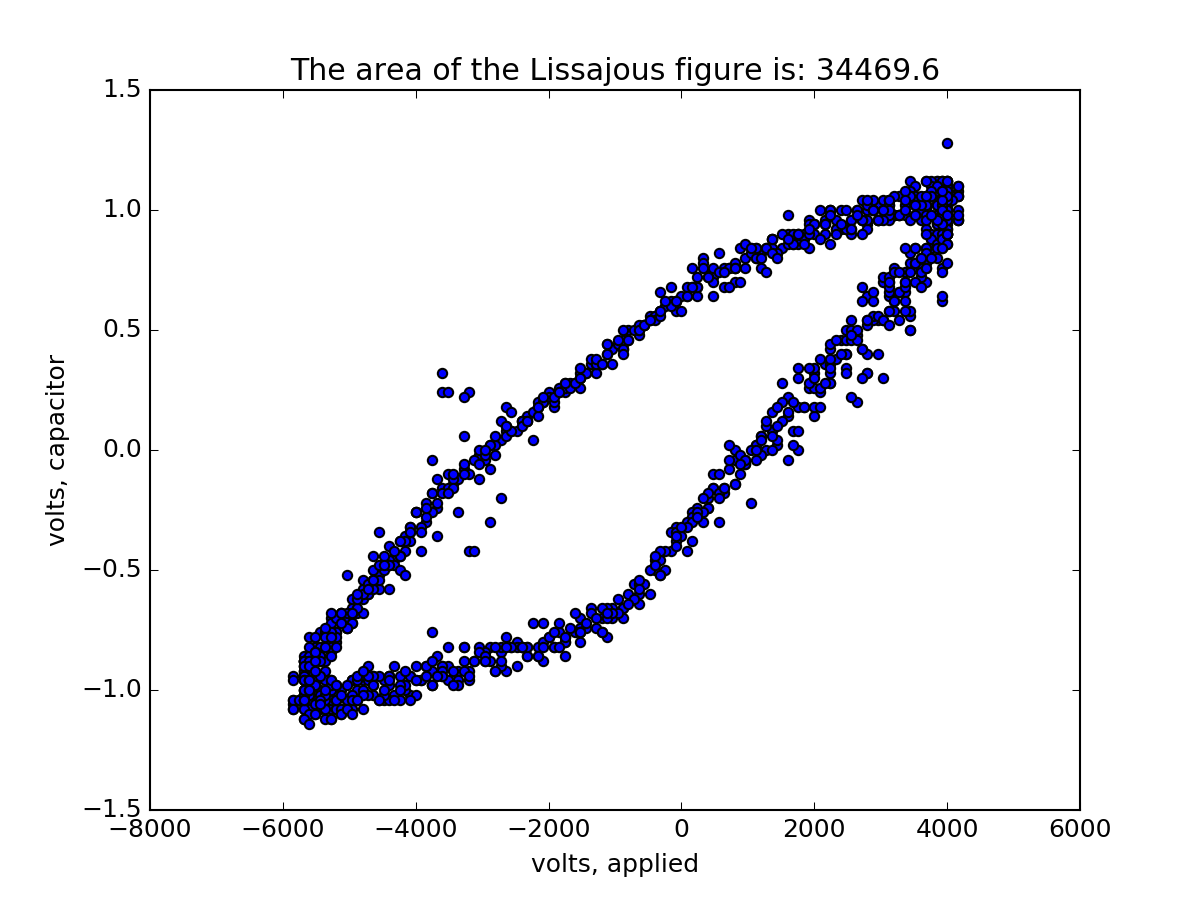 The area of the Lissajous figure is: 34469.6
1.5
1.0
0.5
0.0
−0.5
−1.0
−1.5
volts, capacitor
−8000 −6000 −4000 −2000 0 2000 4000 6000
volts, applied